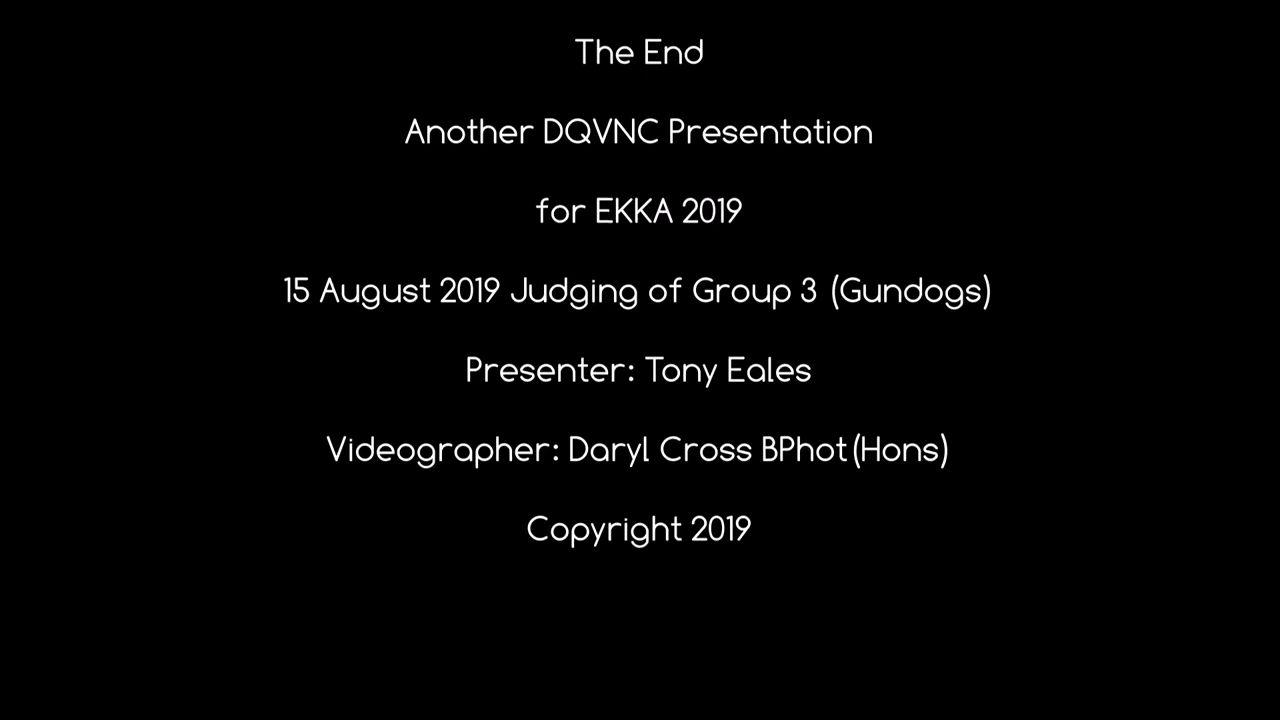 The End
Another DQVNC Presentation
for EKKA 2019
15 August 2019 Judging of Group 3 (Gundogs)
Presenter: Tony Eales
Videographer: Daryl Cross BPhot(Hons)
Copyright 2019